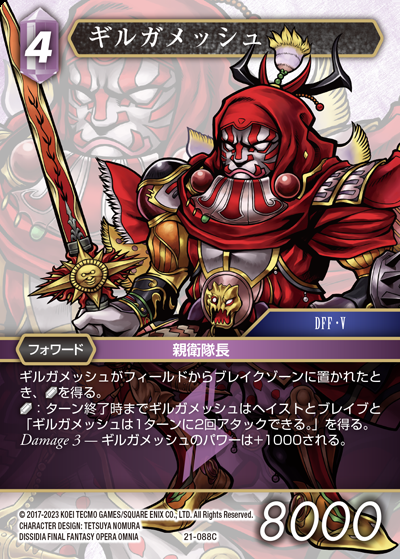 4
ギルガメッシュ
DFF・V
フォワード
親衛隊長
ギルガメッシュがフィールドからブレイクゾーンに置かれたと
き、を得る。
：ターン終了時までギルガメッシュはヘイストとブレイブと
「ギルガメッシュは1ターンに2回アタックできる。」を得る。
Damage 3 — ギルガメッシュのパワーは+1000される。
© 2017-2023 KOEI TECMO GAMES/SQUARE ENIX CO., LTD. All Rights Reserved.
CHARACTER DESIGN: TETSUYA NOMURA
DISSIDIA FINAL FANTASY OPERA OMNIA
21-088C
8000